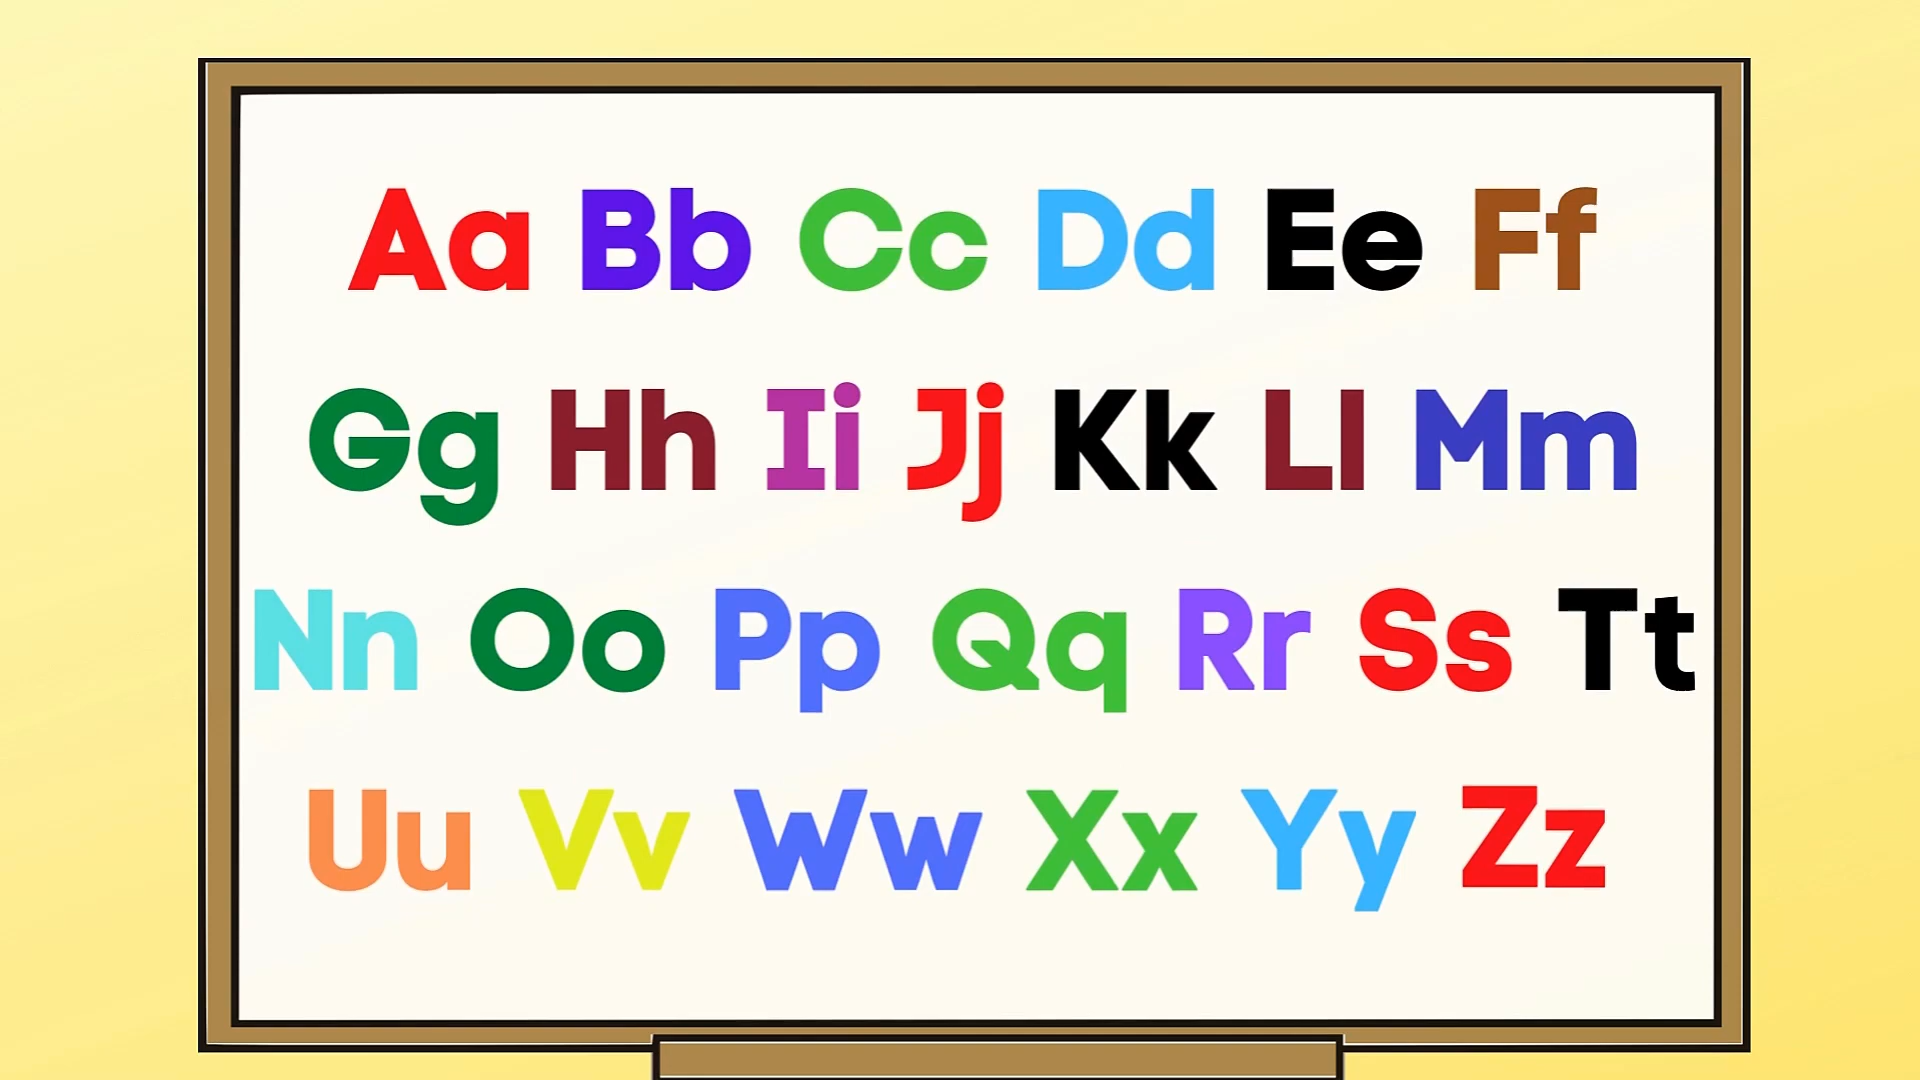 Aa Bb Cc Dd Ee Ff
Gg Hh Ii Jj Kk Ll Mm
Nn Oo Pp Qq Rr Ss Tt
Uu Vv Ww Xx Yy Zz